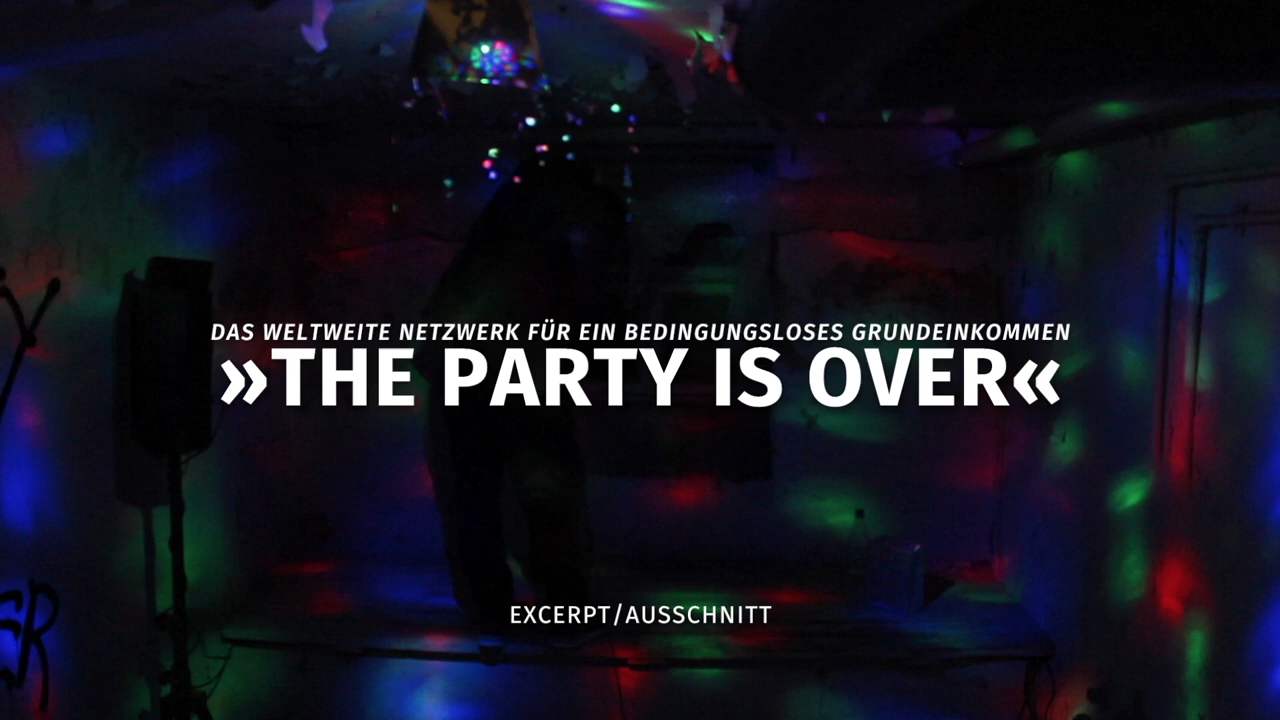 DAS WELTWEITE NETZWERK FÜR EIN BEDINGUNGSLOSES GRUNDEINKOMMEN
»THE PARTY IS OVER«
EXCERPT/AUSSCHNITT